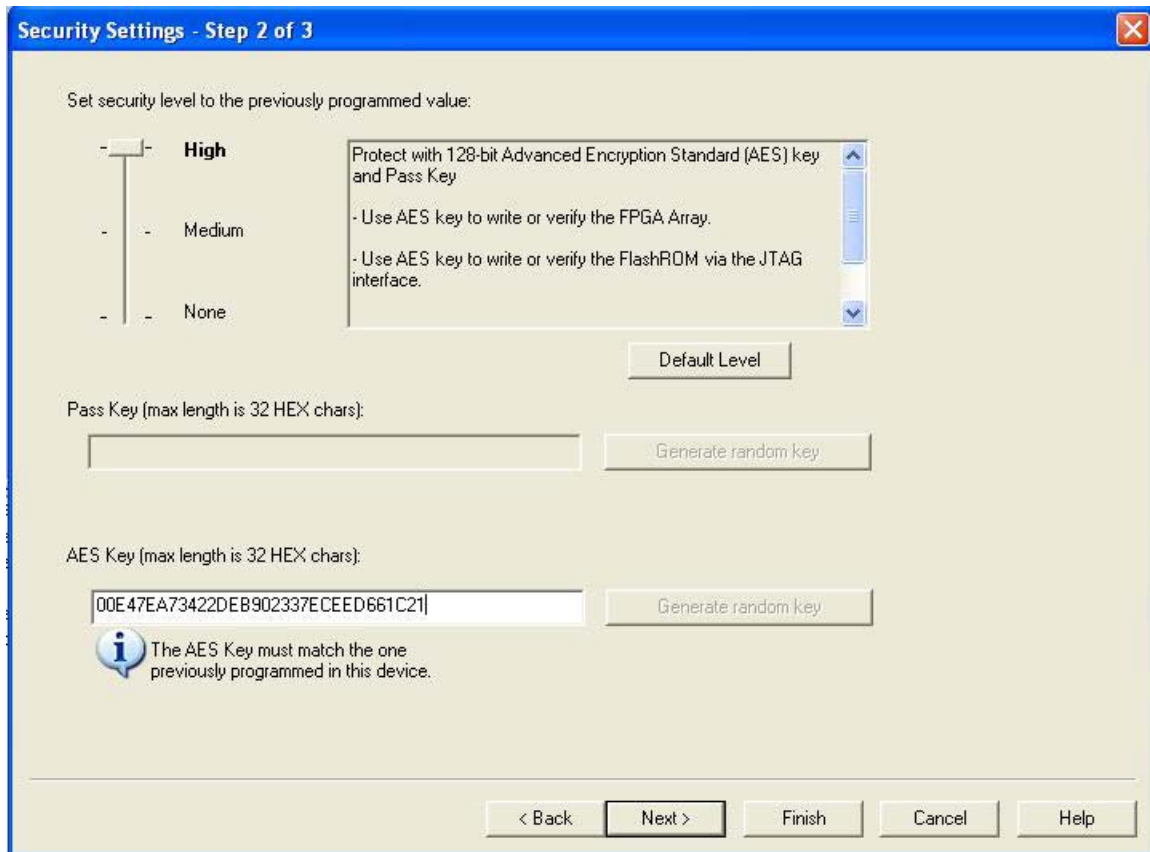 Security Settings - Step 2 of 3
Set security level to the previously programmed value:
High
Medium
None
Protect with 128-bit Advanced Encryption Standard (AES) key
and Pass Key
- Use AES key to write or verify the FPGA Array.
- Use AES key to write or verify the FlashROM via the JTAG
interface.
Default Level
Pass Key (max length is 32 HEX chars):
Generate random key
AES Key (max length is 32 HEX chars):
00E47EA73422DEB902337ECEED661C21
Generate random key
The AES Key must match the one
previously programmed in this device.
< Back
Next >
Finish
Cancel
Help